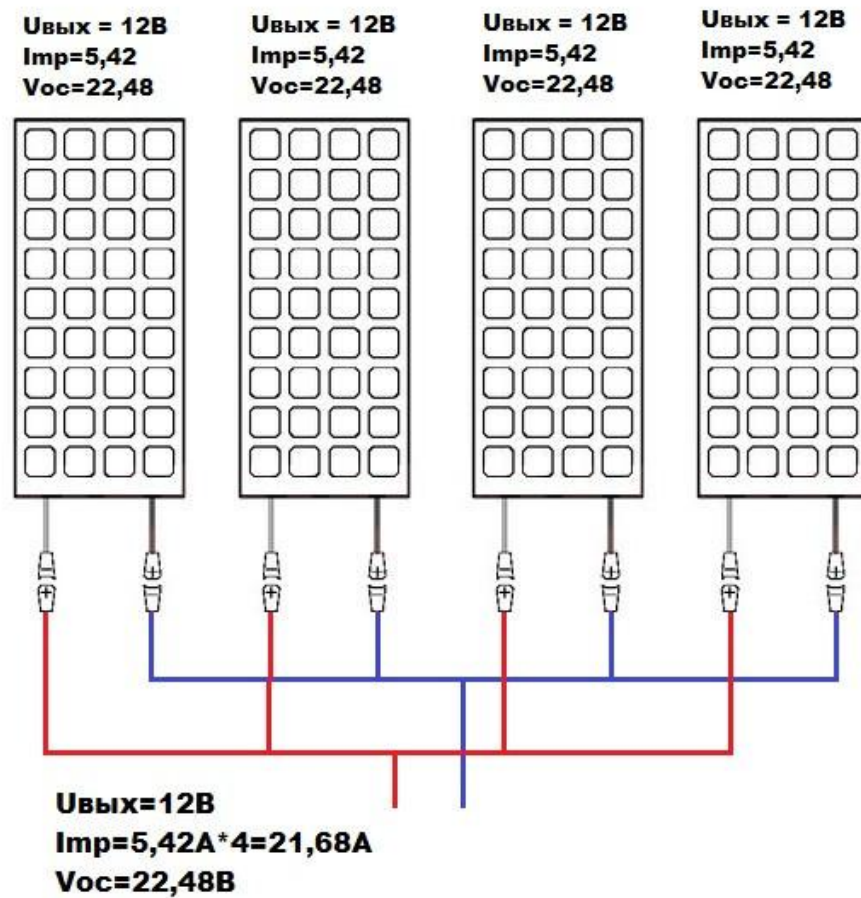 Uвых = 12В
Imp=5,42
Voc=22,48
Uвых = 12В
Imp=5,42
Voc=22,48
Uвых = 12В
Imp=5,42
Voc=22,48
Uвых = 12В
Imp=5,42
Voc=22,48
− + − + − + − +
+ − + − + − + −
Uвых=12В
Imp=5,42А*4=21,68А
Voc=22,48В